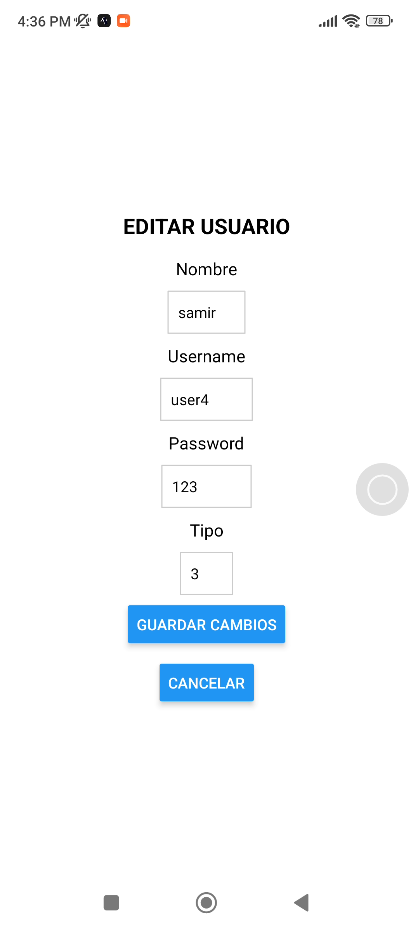 4:36 PM
78
EDITAR USUARIO
Nombre
samir
Username
user4
Password
123
Tipo
3
GUARDAR CAMBIOS
CANCELAR